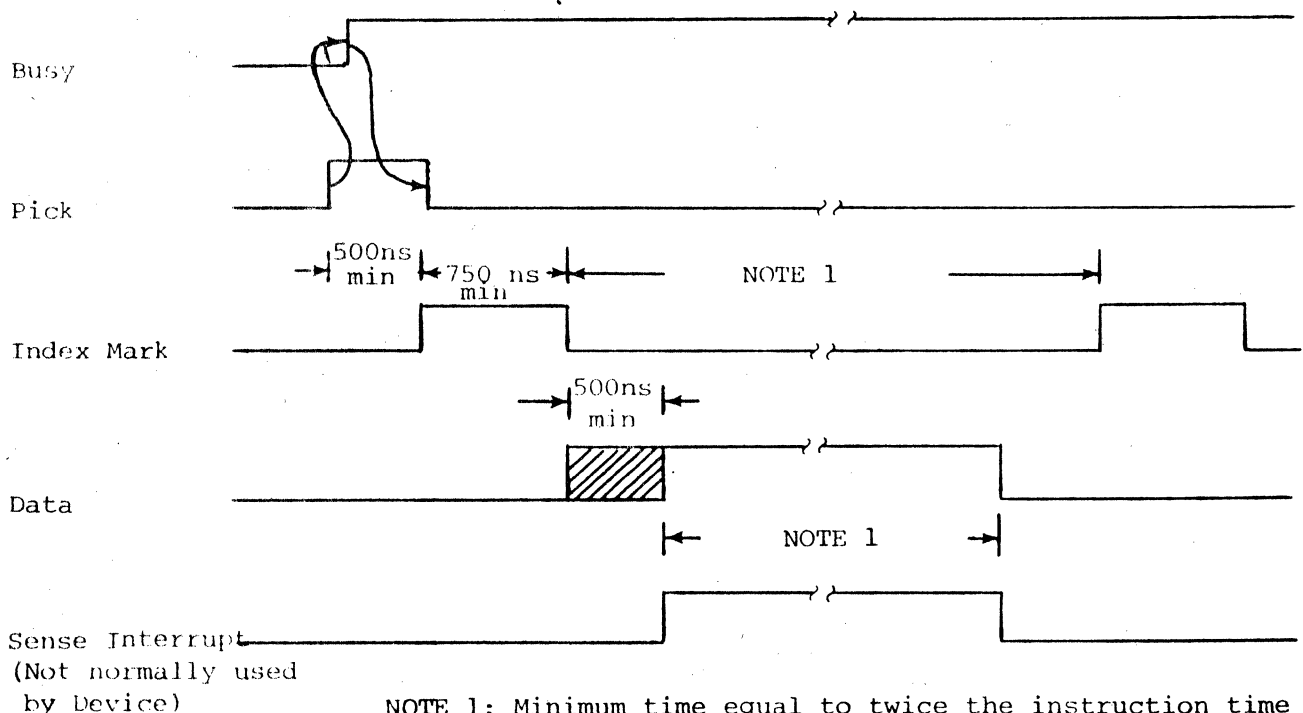 Busy
Pick
500ns
min
750 ns
min
NOTE 1
Index Mark
500ns
min
Data
NOTE 1
Sense Interrupt
(Not normally used
by Device)
NOTE 1: Minimum time equal to twice the instruction time